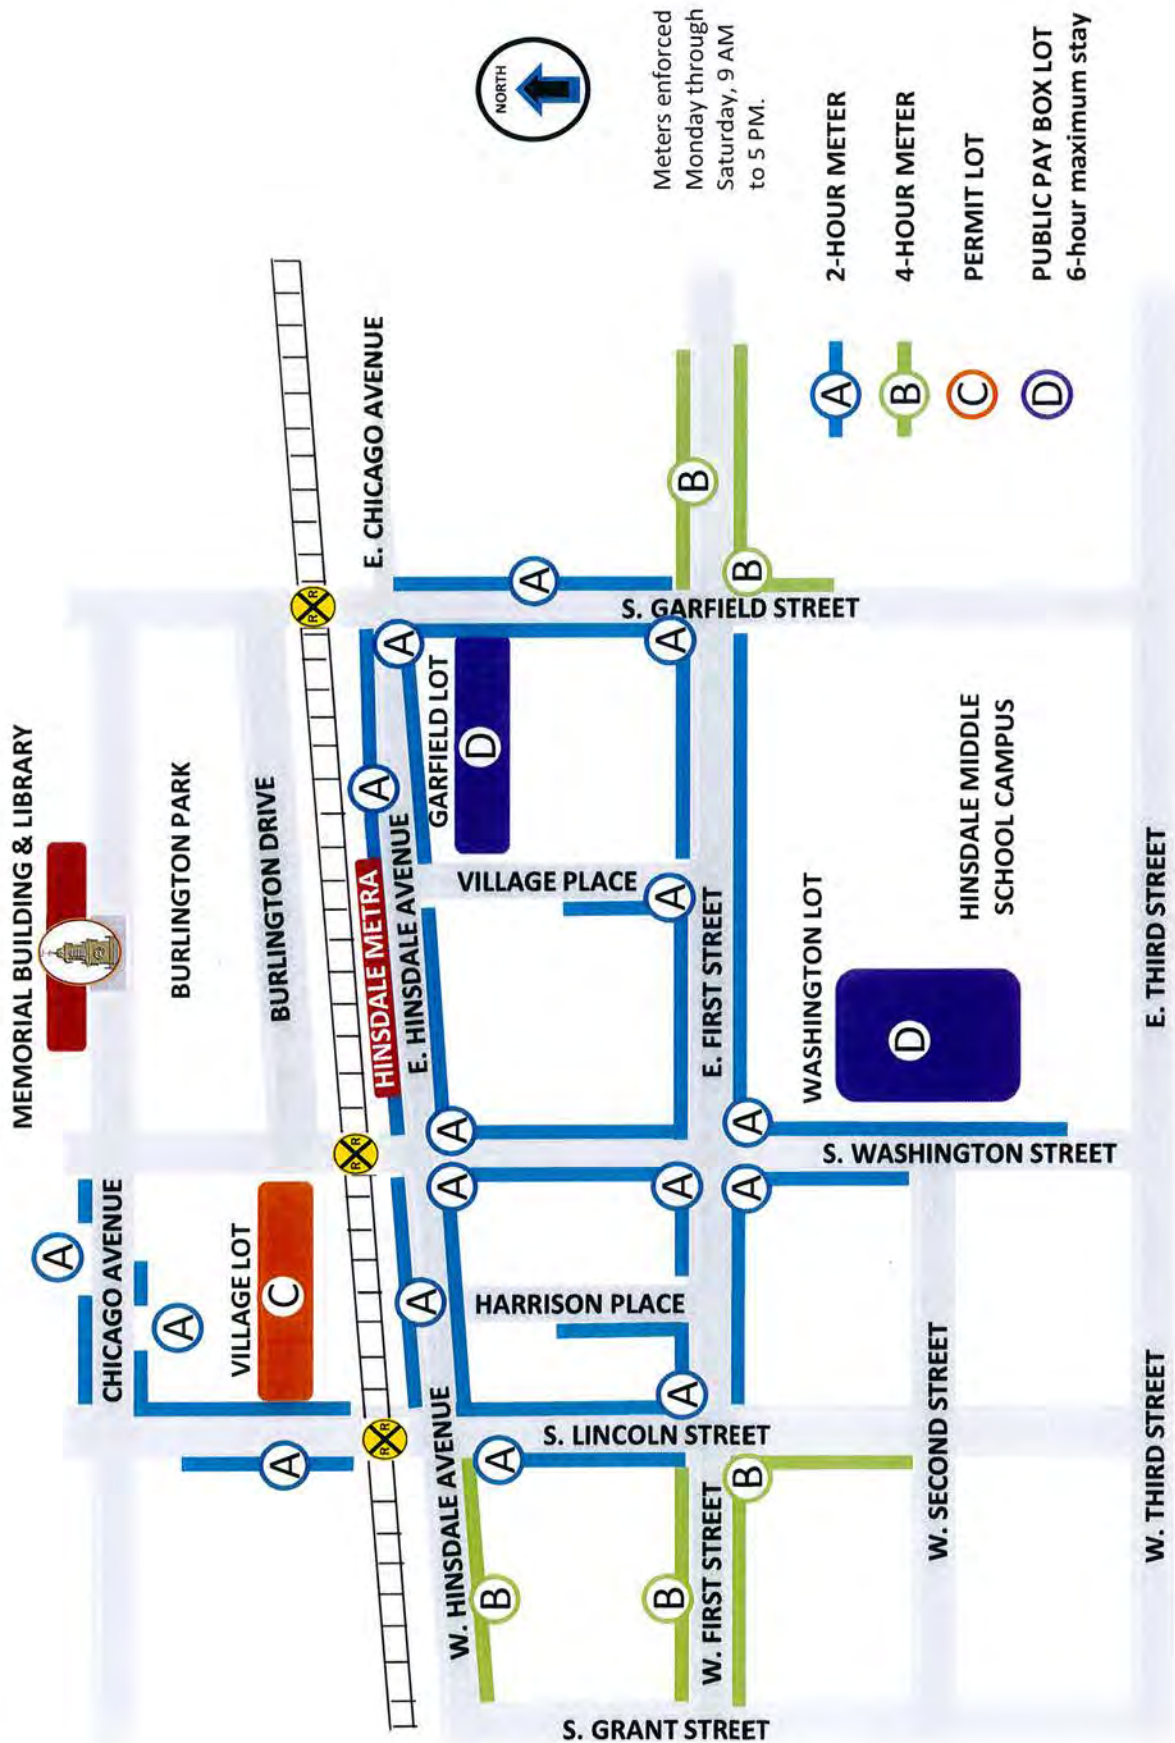 MEMORIAL BUILDING & LIBRARY
A
CHICAGO AVENUE
A
BURLINGTON PARK
NORTH
VILLAGE LOT
C
BURLINGTON DRIVE
A
R R
R R
R R
HINSDALE METRA
A
E. CHICAGO AVENUE
W. HINSDALE AVENUE
A
E. HINSDALE AVENUE
A
A
A
A
GARFIELD LOT
D
B
HARRISON PLACE
VILLAGE PLACE
A
Meters enforced
Monday through
Saturday, 9 AM
to 5 PM.
S. GRANT STREET
S. LINCOLN STREET
S. GARFIELD STREET
B
A
A
A
A
B
W. FIRST STREET
E. FIRST STREET
B
A
A
B
WASHINGTON LOT
D
S. WASHINGTON STREET
A 2-HOUR METER
B 4-HOUR METER
C PERMIT LOT
D PUBLIC PAY BOX LOT
6-hour maximum stay
W. SECOND STREET
HINSDALE MIDDLE
SCHOOL CAMPUS
W. THIRD STREET
E. THIRD STREET